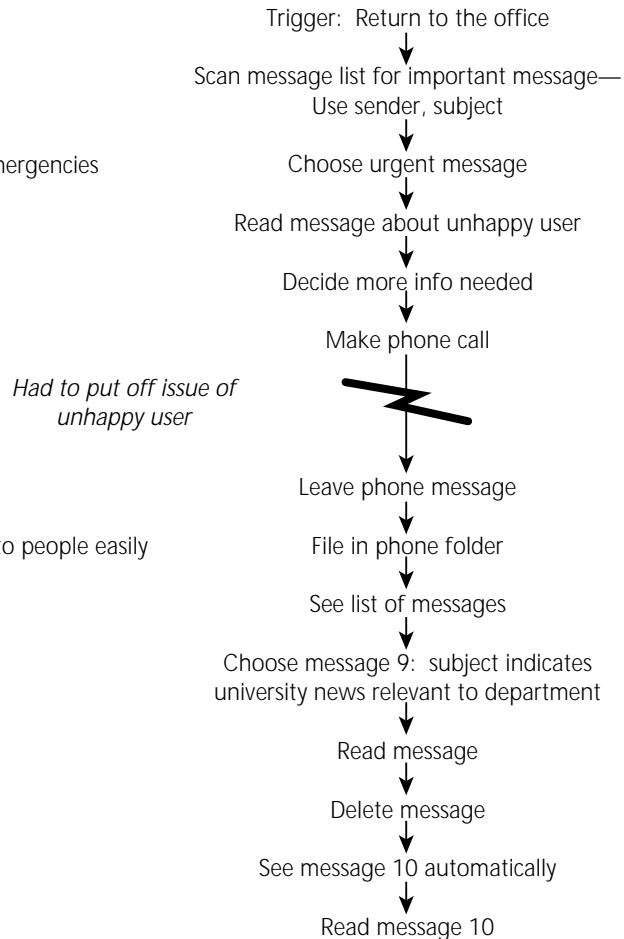 Trigger: Return to the office
Scan message list for important message—
Use sender, subject
Choose urgent message
Read message about unhappy user
Decide more info needed
Make phone call
Had to put off issue of
unhappy user
Leave phone message
to people easily
File in phone folder
See list of messages
Choose message 9: subject indicates
university news relevant to department
Read message
Delete message
See message 10 automatically
Read message 10